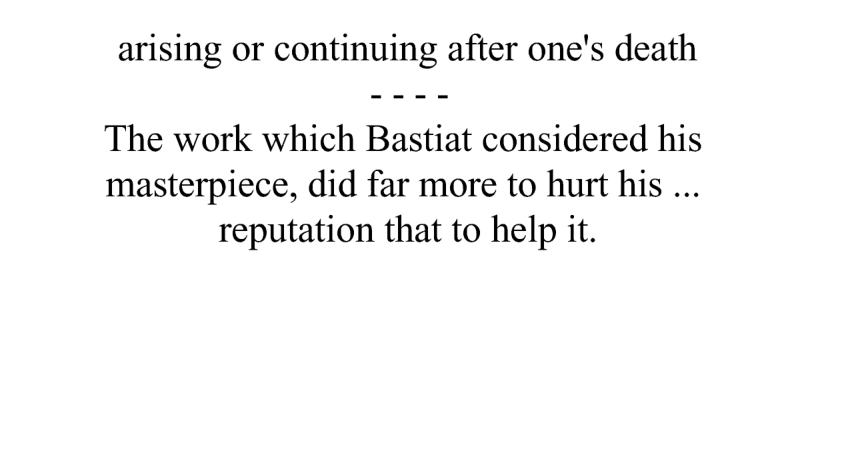 arising or continuing after one's death
- - - -
The work which Bastiat considered his
masterpiece, did far more to hurt his ...
reputation that to help it.